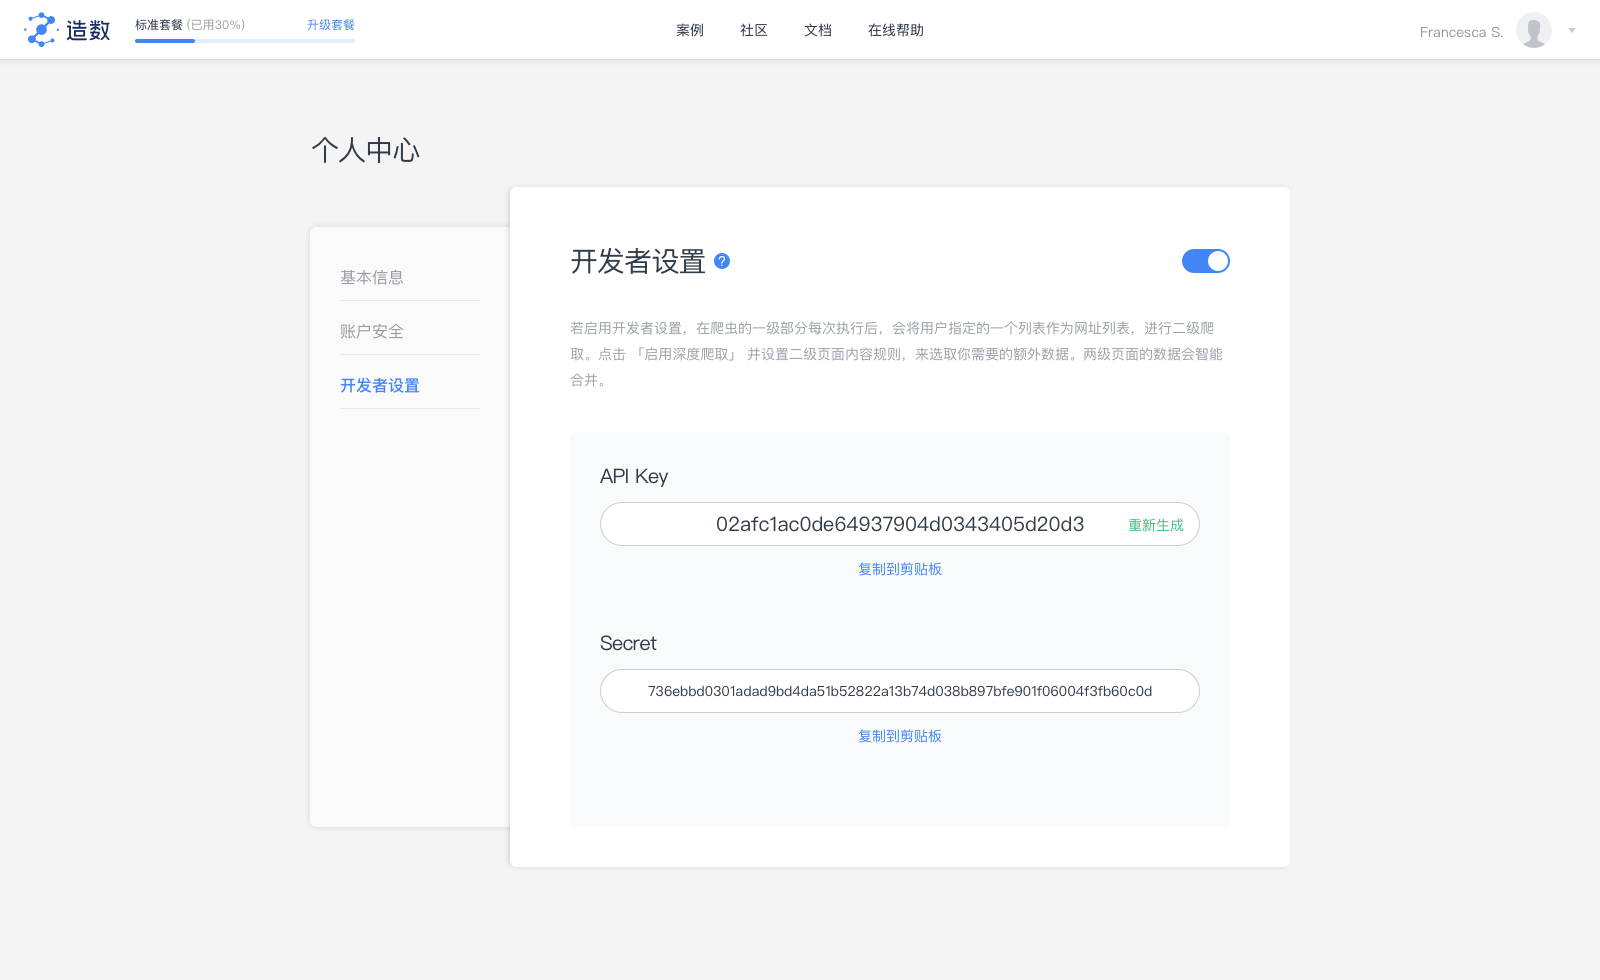 造数
标准套餐 (已用30%)
升级套餐
案例
社区
文档
在线帮助
Francesca S.
个人中心
基本信息
账户安全
开发者设置
开发者设置 ?
若启用开发者设置，在爬虫的一级部分每次执行后，会将用户指定的一个列表作为网址列表，进行二级爬
取。点击 「启用深度爬取」 并设置二级页面内容规则，来选取你需要的额外数据。两级页面的数据会智能
合并。
API Key
02afc1ac0de64937904d0343405d20d3
重新生成
复制到剪贴板
Secret
736ebbd0301adad9bd4da51b52822a13b74d038b897bfe901f06004f3fb60c0d
复制到剪贴板